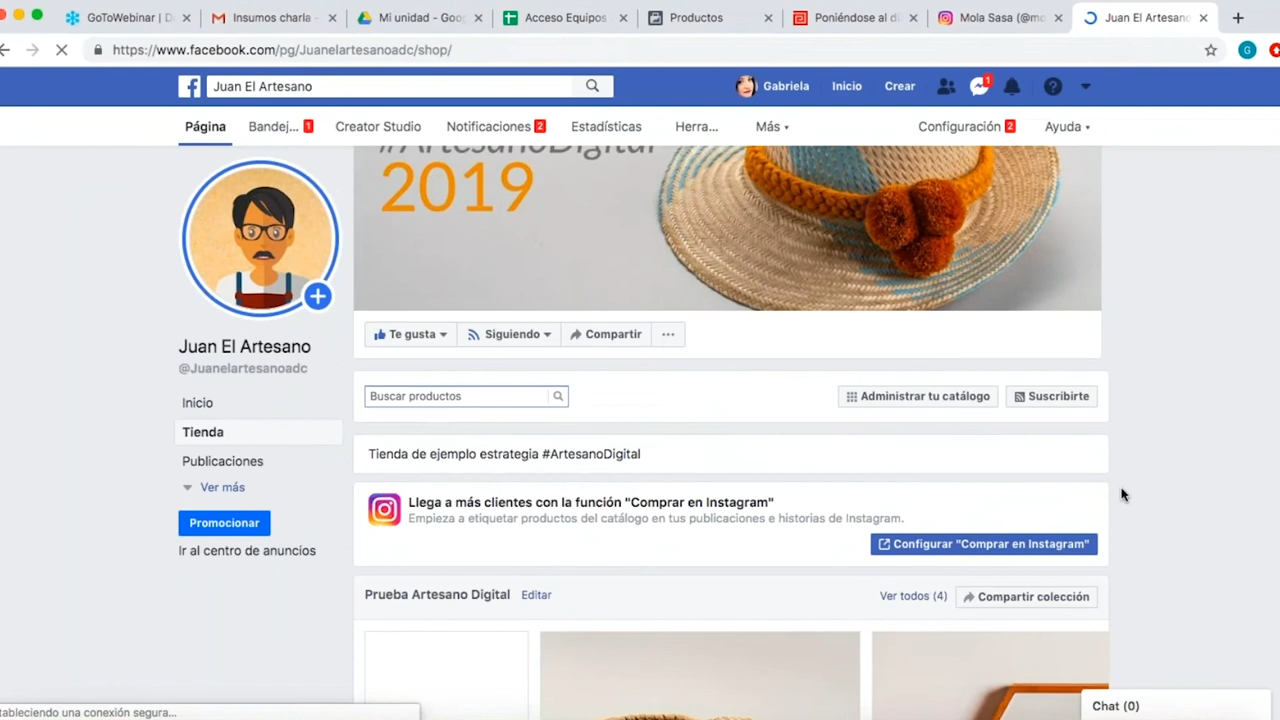 GoToWebinar | D
Insumos charla -
Mi unidad - Goo
Acceso Equipos
Productos
Poniéndose al dí
Mola Sasa (@mo
Juan El Artesano
https://www.facebook.com/pg/Juanelartesanoadc/shop/
G
Juan El Artesano
Gabriela
Inicio
Crear
1
Página
Bandej... 1
Creator Studio
Notificaciones 2
Estadísticas
Herra...
Más
Configuración 2
Ayuda
#ArtesanoDigital
2019
Te gusta
Siguiendo
Compartir
...
Juan El Artesano
@Juanelartesanoadc
Inicio
Tienda
Publicaciones
Ver más
Promocionar
Ir al centro de anuncios
Buscar productos
Administrar tu catálogo
Suscribirte
Tienda de ejemplo estrategia #ArtesanoDigital
Llega a más clientes con la función "Comprar en Instagram"
Empieza a etiquetar productos del catálogo en tus publicaciones e historias de Instagram.
Configurar "Comprar en Instagram"
Prueba Artesano Digital
Editar
Ver todos (4)
Compartir colección
tableciendo una conexión segura...
Chat (0)